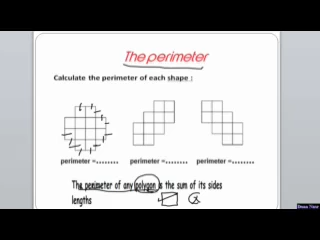 The perimeter
Calculate the perimeter of each shape :
perimeter =........ perimeter =........ perimeter =........
The perimeter of any polygon is the sum of its sides
lengths